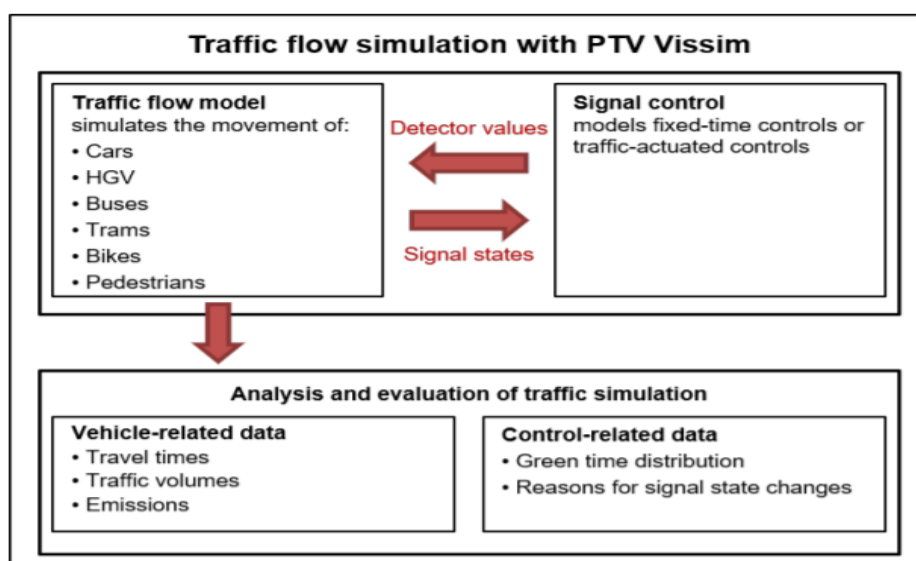 Traffic flow simulation with PTV Vissim
Traffic flow model
simulates the movement of:
• Cars
• HGV
• Buses
• Trams
• Bikes
• Pedestrians
Detector values
Signal states
Signal control
models fixed-time controls or
traffic-actuated controls
Analysis and evaluation of traffic simulation
Vehicle-related data
• Travel times
• Traffic volumes
• Emissions
Control-related data
• Green time distribution
• Reasons for signal state changes